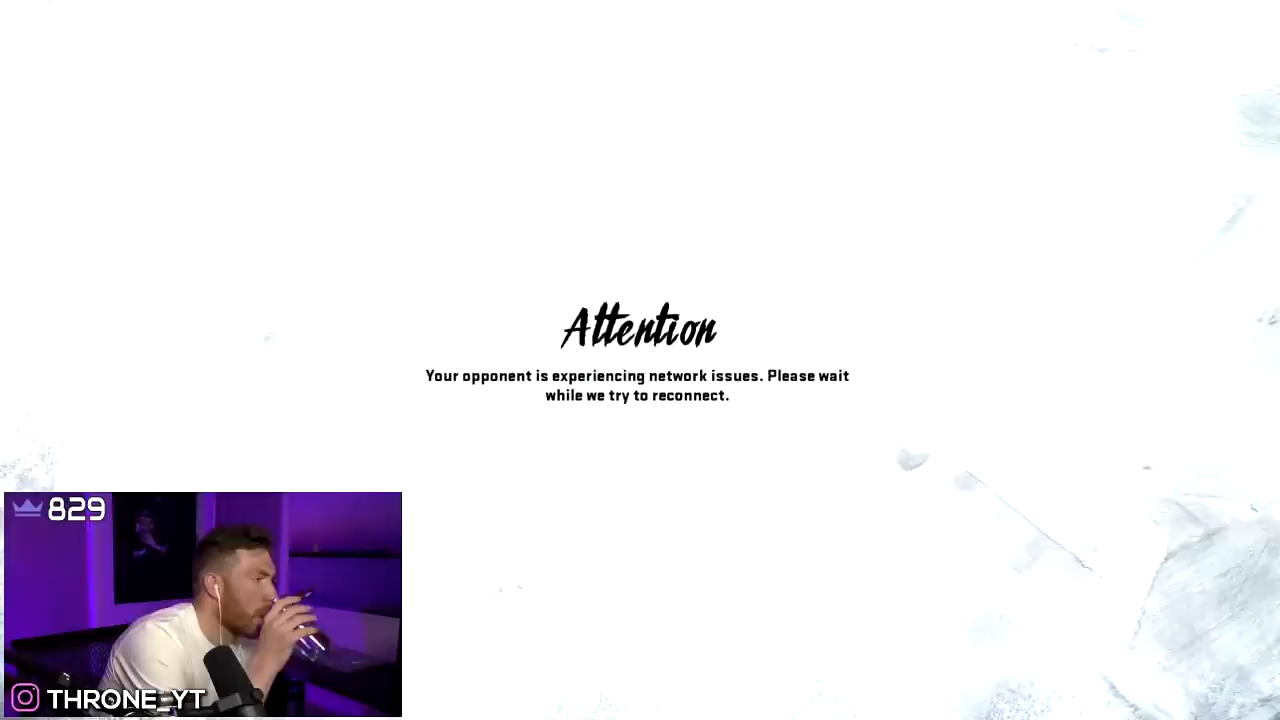 Attention
Your opponent is experiencing network issues. Please wait
while we try to reconnect.
829
THRONE_YT